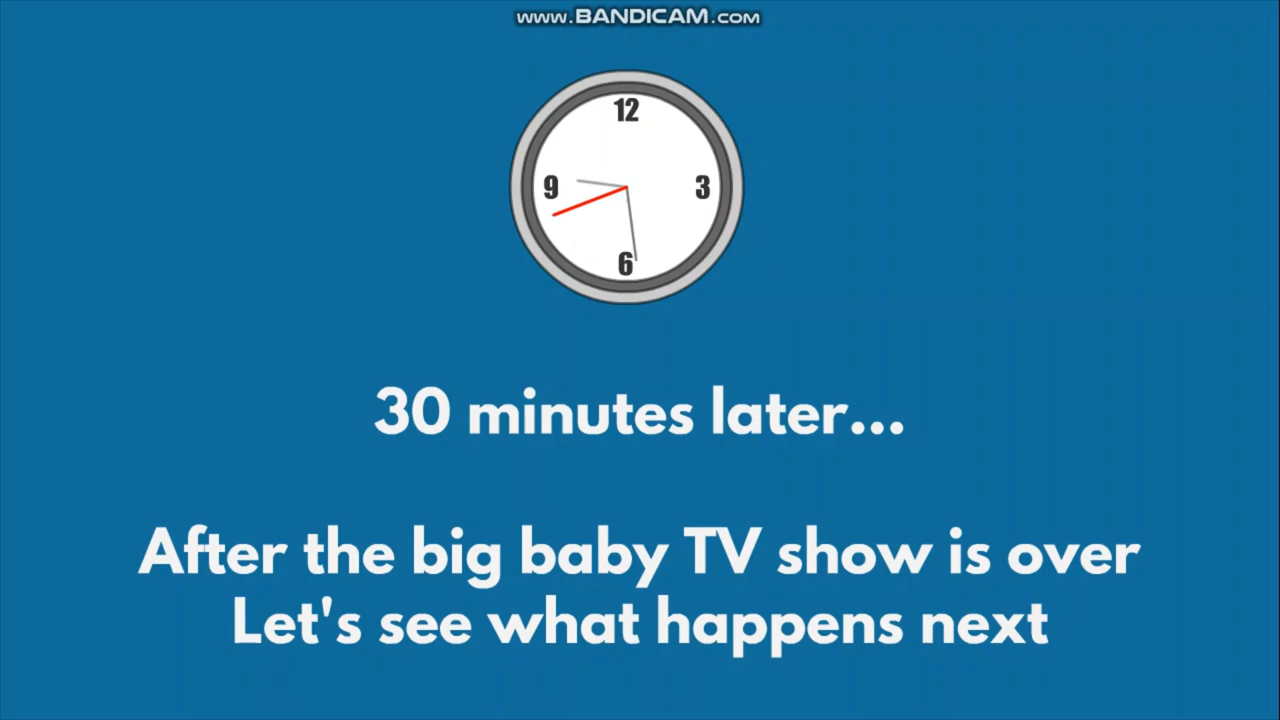 www.BANDICAM.com
12
9
3
6
30 minutes later...
After the big baby TV show is over
Let's see what happens next